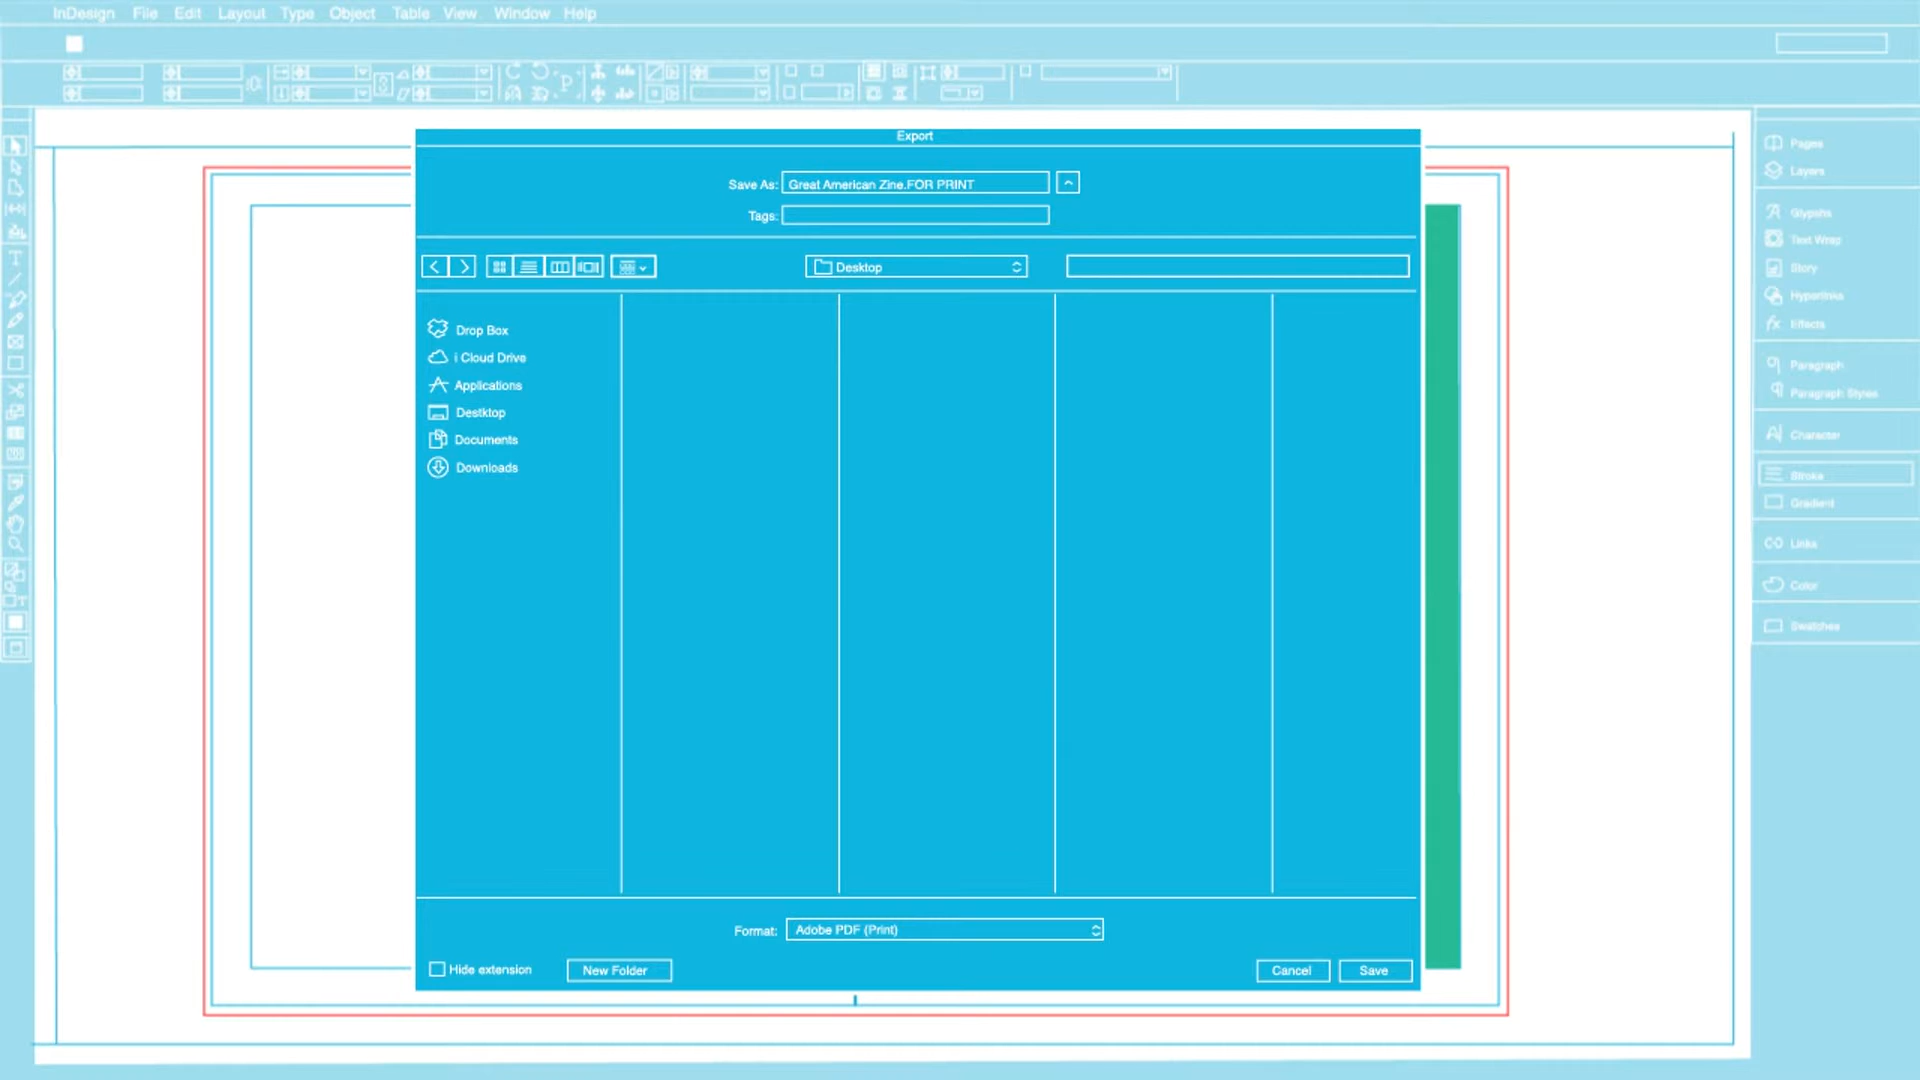 InDesign File Edit Layout Type Object Table View Window Help
Export
Save As: Great American Zine.FOR PRINT
Tags:
Desktop
Drop Box
i Cloud Drive
Applications
Destktop
Documents
Downloads
Format: Adobe PDF (Print)
Hide extension
New Folder
Cancel
Save
Pages
Layers
Glypshs
Text Wrap
Story
Hyperlinks
Effects
Paragraph
Paragraph Styles
Character
Stroke
Gradient
Links
Color
Swatches